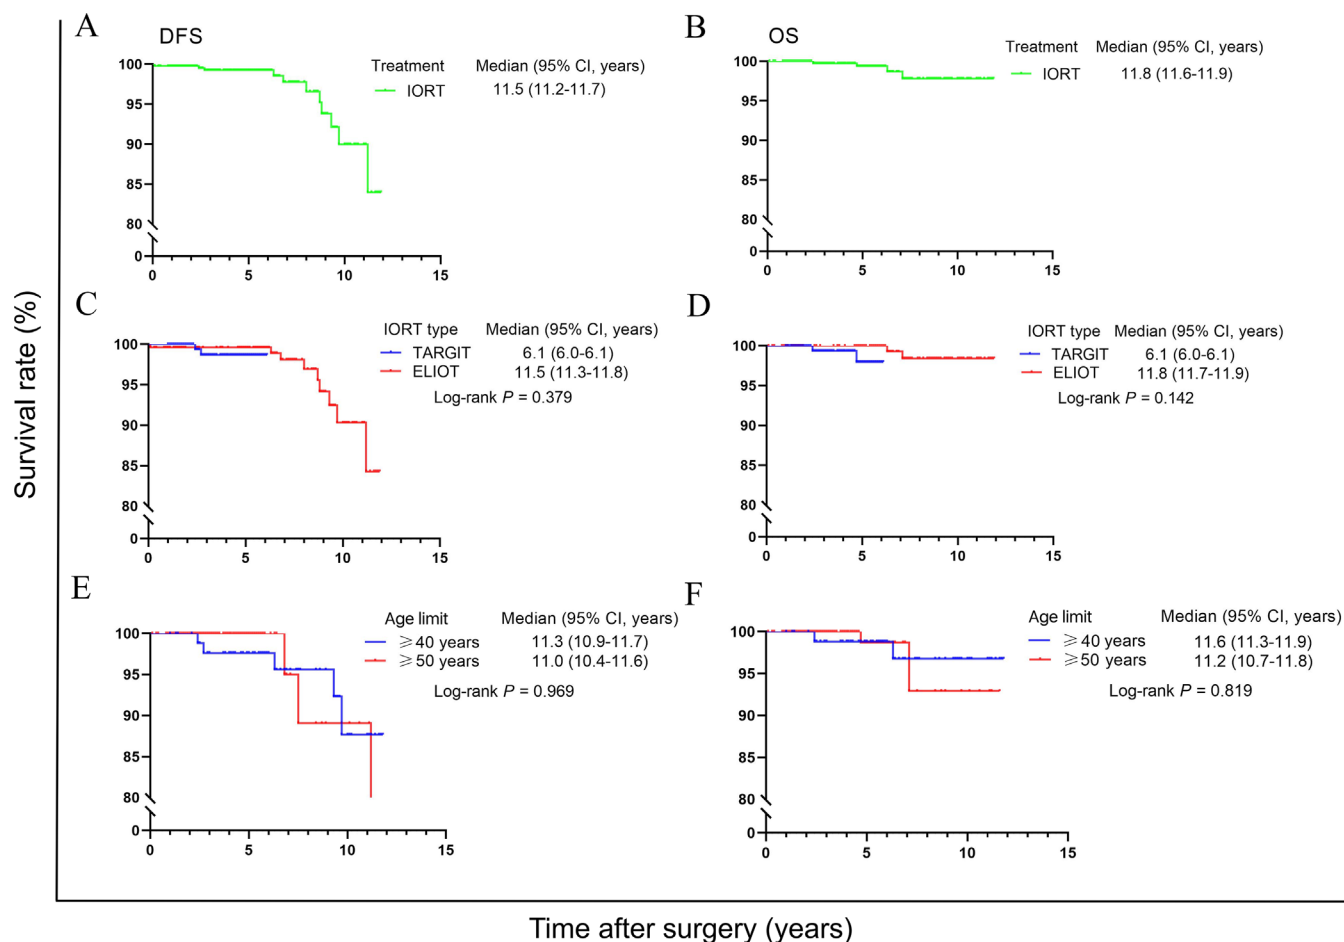 A
DFS
Treatment Median (95% CI, years)
IORT 11.5 (11.2-11.7)
100
95
90
85
80
0
0 5 10 15
B
OS
Treatment Median (95% CI, years)
IORT 11.8 (11.6-11.9)
100
95
90
85
80
0
0 5 10 15
C
IORT type Median (95% CI, years)
TARGIT 6.1 (6.0-6.1)
ELIOT 11.5 (11.3-11.8)
Log-rank P = 0.379
100
95
90
85
80
0
0 5 10 15
D
IORT type Median (95% CI, years)
TARGIT 6.1 (6.0-6.1)
ELIOT 11.8 (11.7-11.9)
Log-rank P = 0.142
100
95
90
85
80
0
0 5 10 15
E
Age limit Median (95% CI, years)
⩾ 40 years 11.3 (10.9-11.7)
⩾ 50 years 11.0 (10.4-11.6)
Log-rank P = 0.969
100
95
90
85
80
0
0 5 10 15
F
Age limit Median (95% CI, years)
⩾ 40 years 11.6 (11.3-11.9)
⩾ 50 years 11.2 (10.7-11.8)
Log-rank P = 0.819
100
95
90
85
80
0
0 5 10 15
Survival rate (%)
Time after surgery (years)